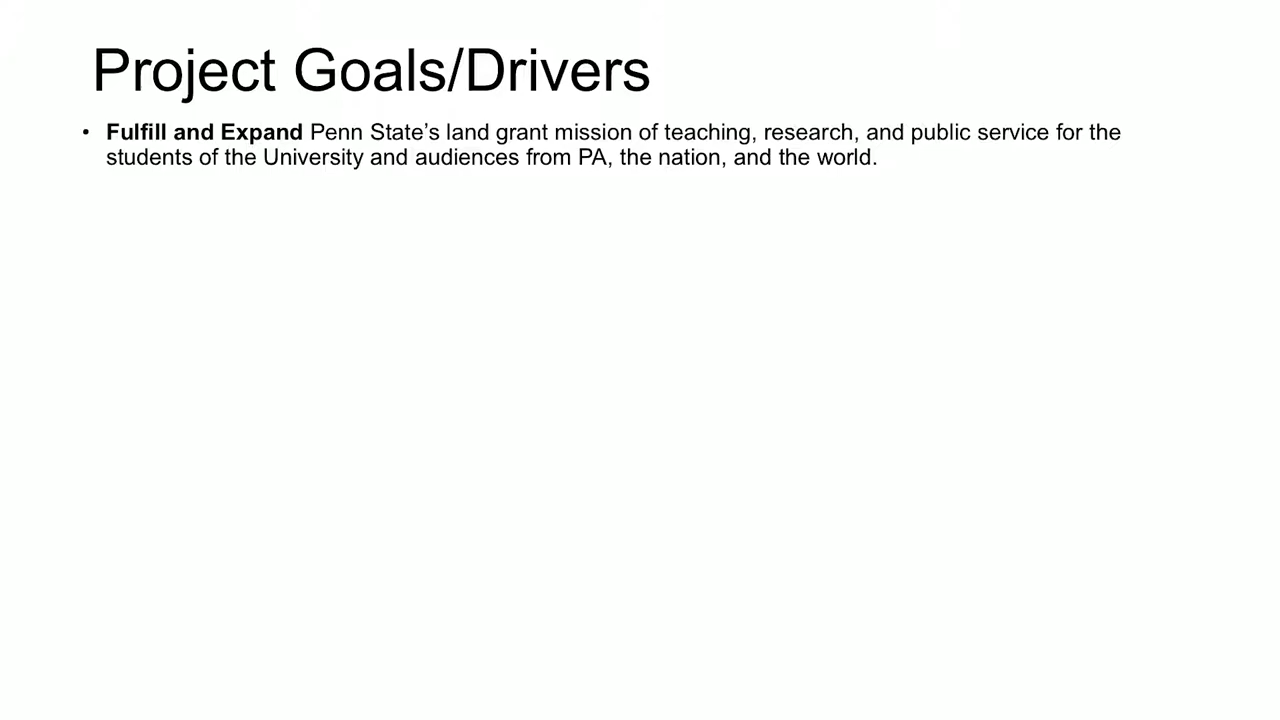 Project Goals/Drivers
• Fulfill and Expand Penn State’s land grant mission of teaching, research, and public service for the
students of the University and audiences from PA, the nation, and the world.